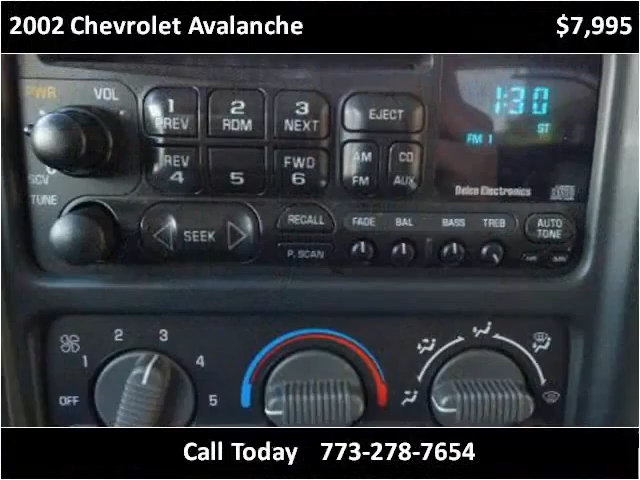 2002 Chevrolet Avalanche $7,995
PWR VOL
1 PREV 2 RDM 3 NEXT EJECT
1:30
FM 1 ST
REV 4 5 FWD 6 AM FM CD AUX
Delco Electronics
SCV
TUNE
SEEK RECALL FADE BAL BASS TREB AUTO TONE
P.SCAN
OFF 1 2 3 4 5
Call Today 773-278-7654